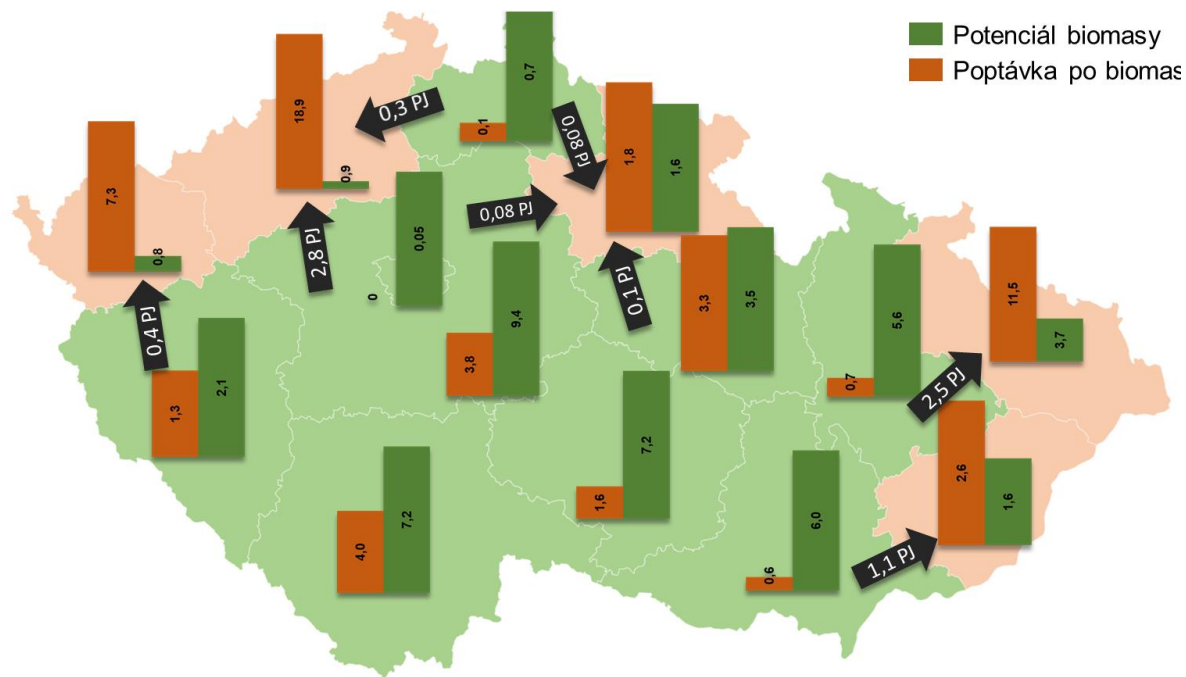 Potenciál biomasy
Poptávka po biomas
0,7
0,1
18,9
0,9
0,3 PJ
0,08 PJ
1,8
1,6
7,3
0,8
2,8 PJ
0,05
0
0,08 PJ
9,4
3,8
0,1 PJ
3,3
3,5
5,6
0,7
11,5
3,7
2,5 PJ
0,4 PJ
1,3
2,1
4,0
7,2
1,6
7,2
0,6
6,0
2,6
1,6
1,1 PJ